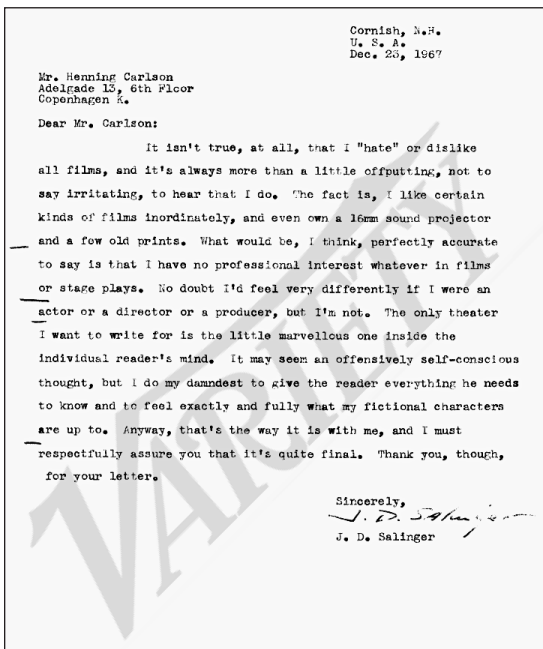 Cornish, N.H.
U. S. A.
Dec. 23, 1967
Mr. Henning Carlson
Adelgade 13, 6th Floor
Copenhagen K.
Dear Mr. Carlson:
It isn't true, at all, that I "hate" or dislike
all films, and it's always more than a little offputting, not to
say irritating, to hear that I do. The fact is, I like certain
kinds of films inordinately, and even own a 16mm sound projector
and a few old prints. What would be, I think, perfectly accurate
to say is that I have no professional interest whatever in films
or stage plays. No doubt I'd feel very differently if I were an
actor or a director or a producer, but I'm not. The only theater
I want to write for is the little marvellous one inside the
individual reader's mind. It may seem an offensively self-conscious
thought, but I do my damndest to give the reader everything he needs
to know and to feel exactly and fully what my fictional characters
are up to. Anyway, that's the way it is with me, and I must
respectfully assure you that it's quite final. Thank you, though,
for your letter.
Sincerely,
J. D. Salinger
J. D. Salinger
VARIETY